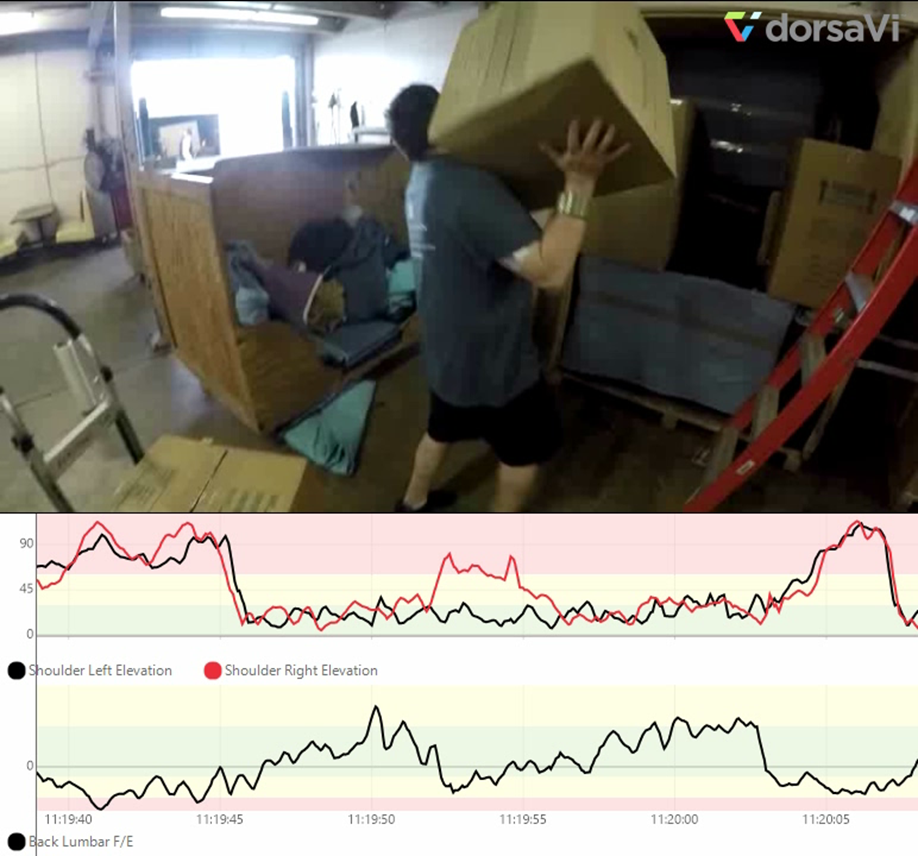 dorsaVi
90
45
0
Shoulder Left Elevation
Shoulder Right Elevation
0
11:19:40
11:19:45
11:19:50
11:19:55
11:20:00
11:20:05
Back Lumbar F/E